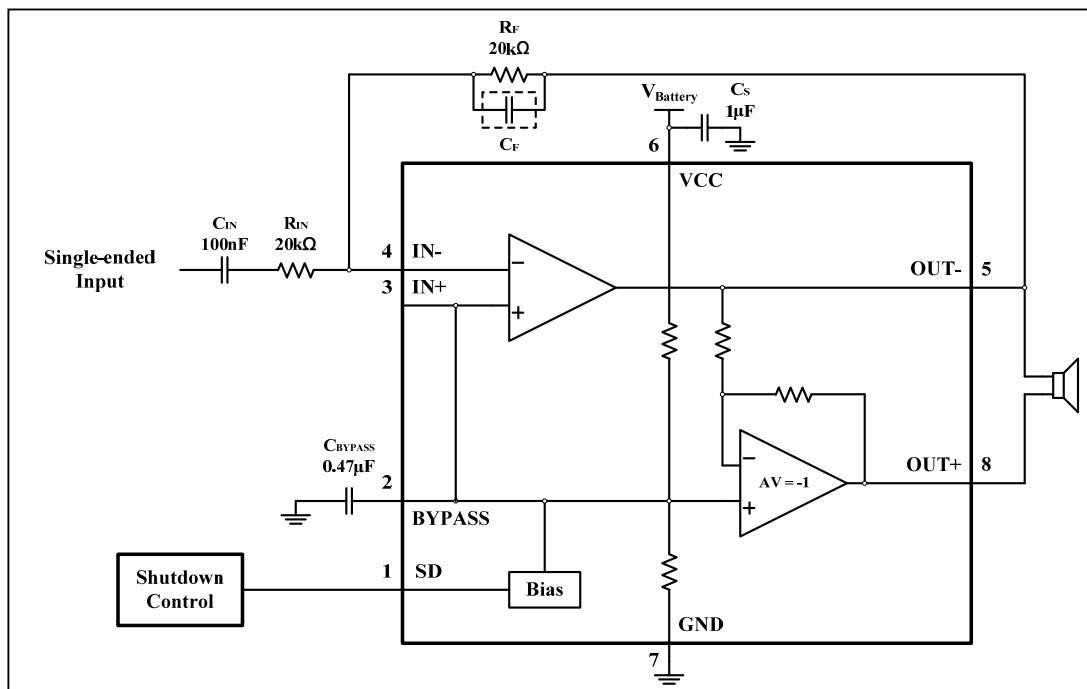 RF
20kΩ
VBattery
CS
1μF
CF
6
VCC
CIN
100nF
RIN
20kΩ
Single-ended
Input
4
IN-
3
IN+
−
+
OUT-
5
CBYPASS
0.47μF
2
BYPASS
−
+
AV = -1
OUT+
8
Shutdown
Control
1
SD
Bias
GND
7